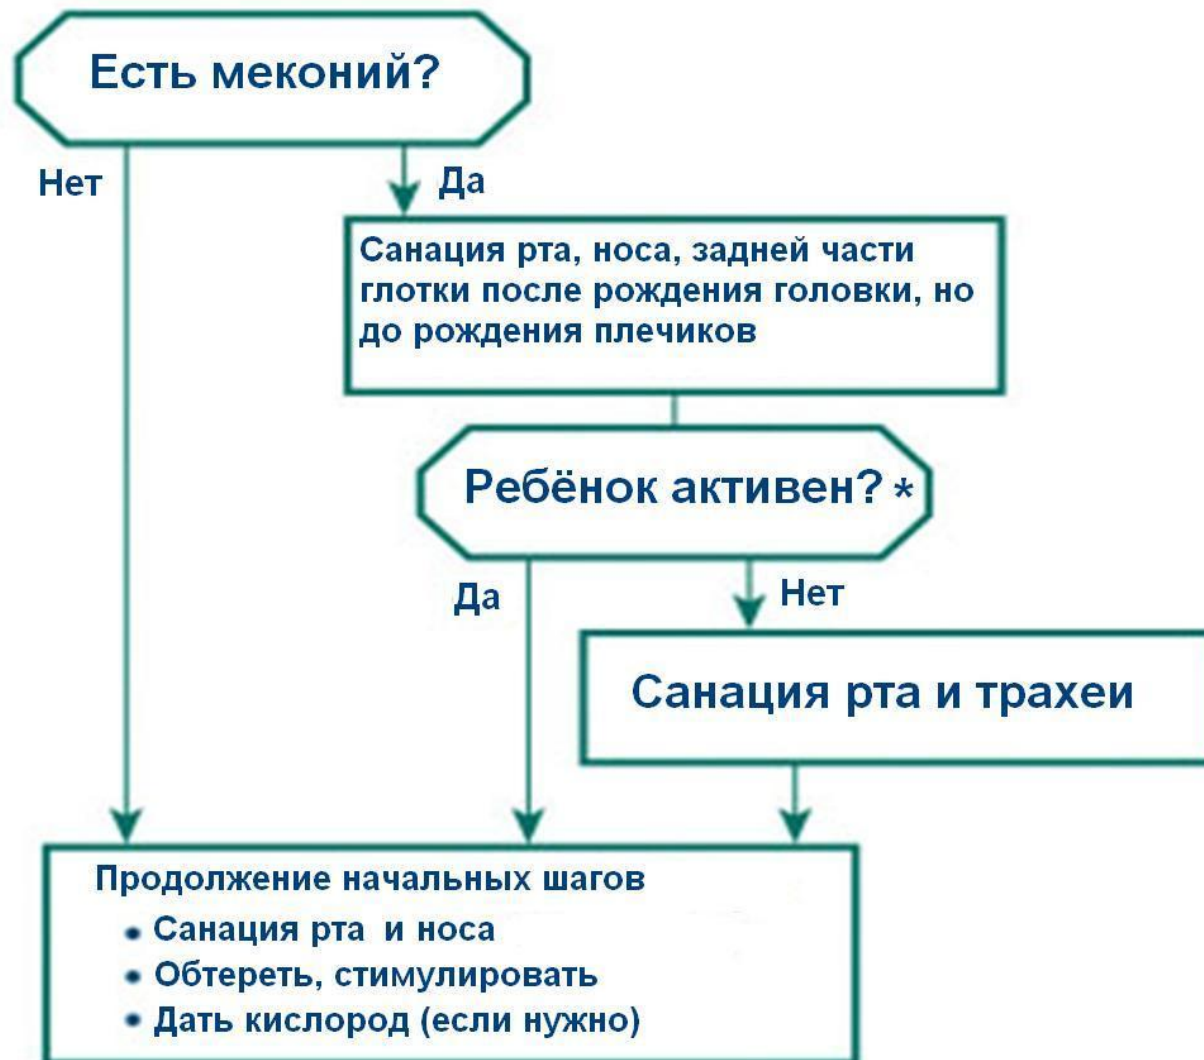 Есть меконий?
Нет
Да
Санация рта, носа, задней части
глотки после рождения головки, но
до рождения плечиков
Ребёнок активен? *
Да
Нет
Санация рта и трахеи
Продолжение начальных шагов
• Санация рта и носа
• Обтереть, стимулировать
• Дать кислород (если нужно)